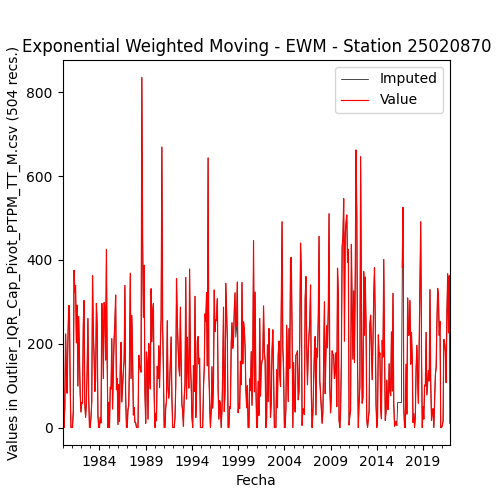 Exponential Weighted Moving - EWM - Station 25020870
Imputed
Value
Values in Outlier_IQR_Cap_Pivot_PTPM_TT_M.csv (504 recs.)
800
600
400
200
0
1984 1989 1994 1999 2004 2009 2014 2019
Fecha